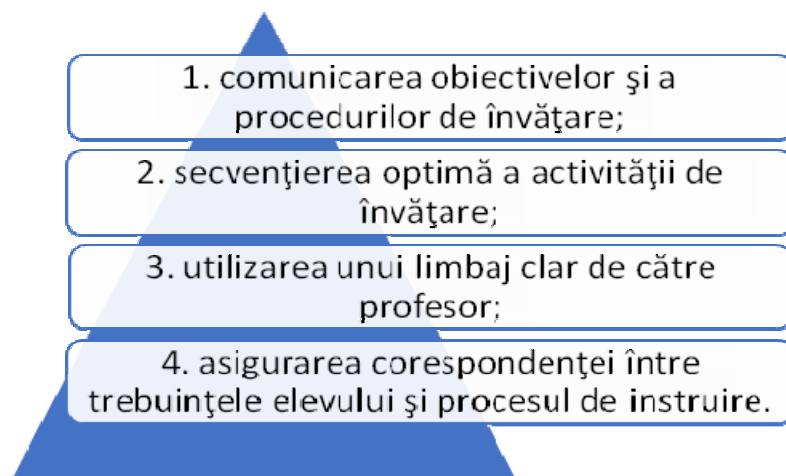 1. comunicarea obiectivelor şi a
procedurilor de învăţare;
2. secvenţierea optimă a activităţii de
învăţare;
3. utilizarea unui limbaj clar de către
profesor;
4. asigurarea corespondenţei între
trebuinţele elevului şi procesul de instruire.